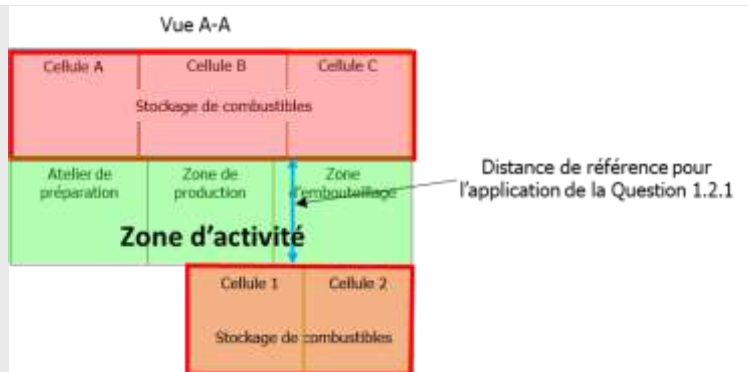 Vue A-A
Cellule A
Cellule B
Cellule C
Stockage de combustibles
Atelier de
préparation
Zone de
production
Zone
d'embouteillage
Distance de référence pour
l'application de la Question 1.2.1
Zone d'activité
Cellule 1
Cellule 2
Stockage de combustibles